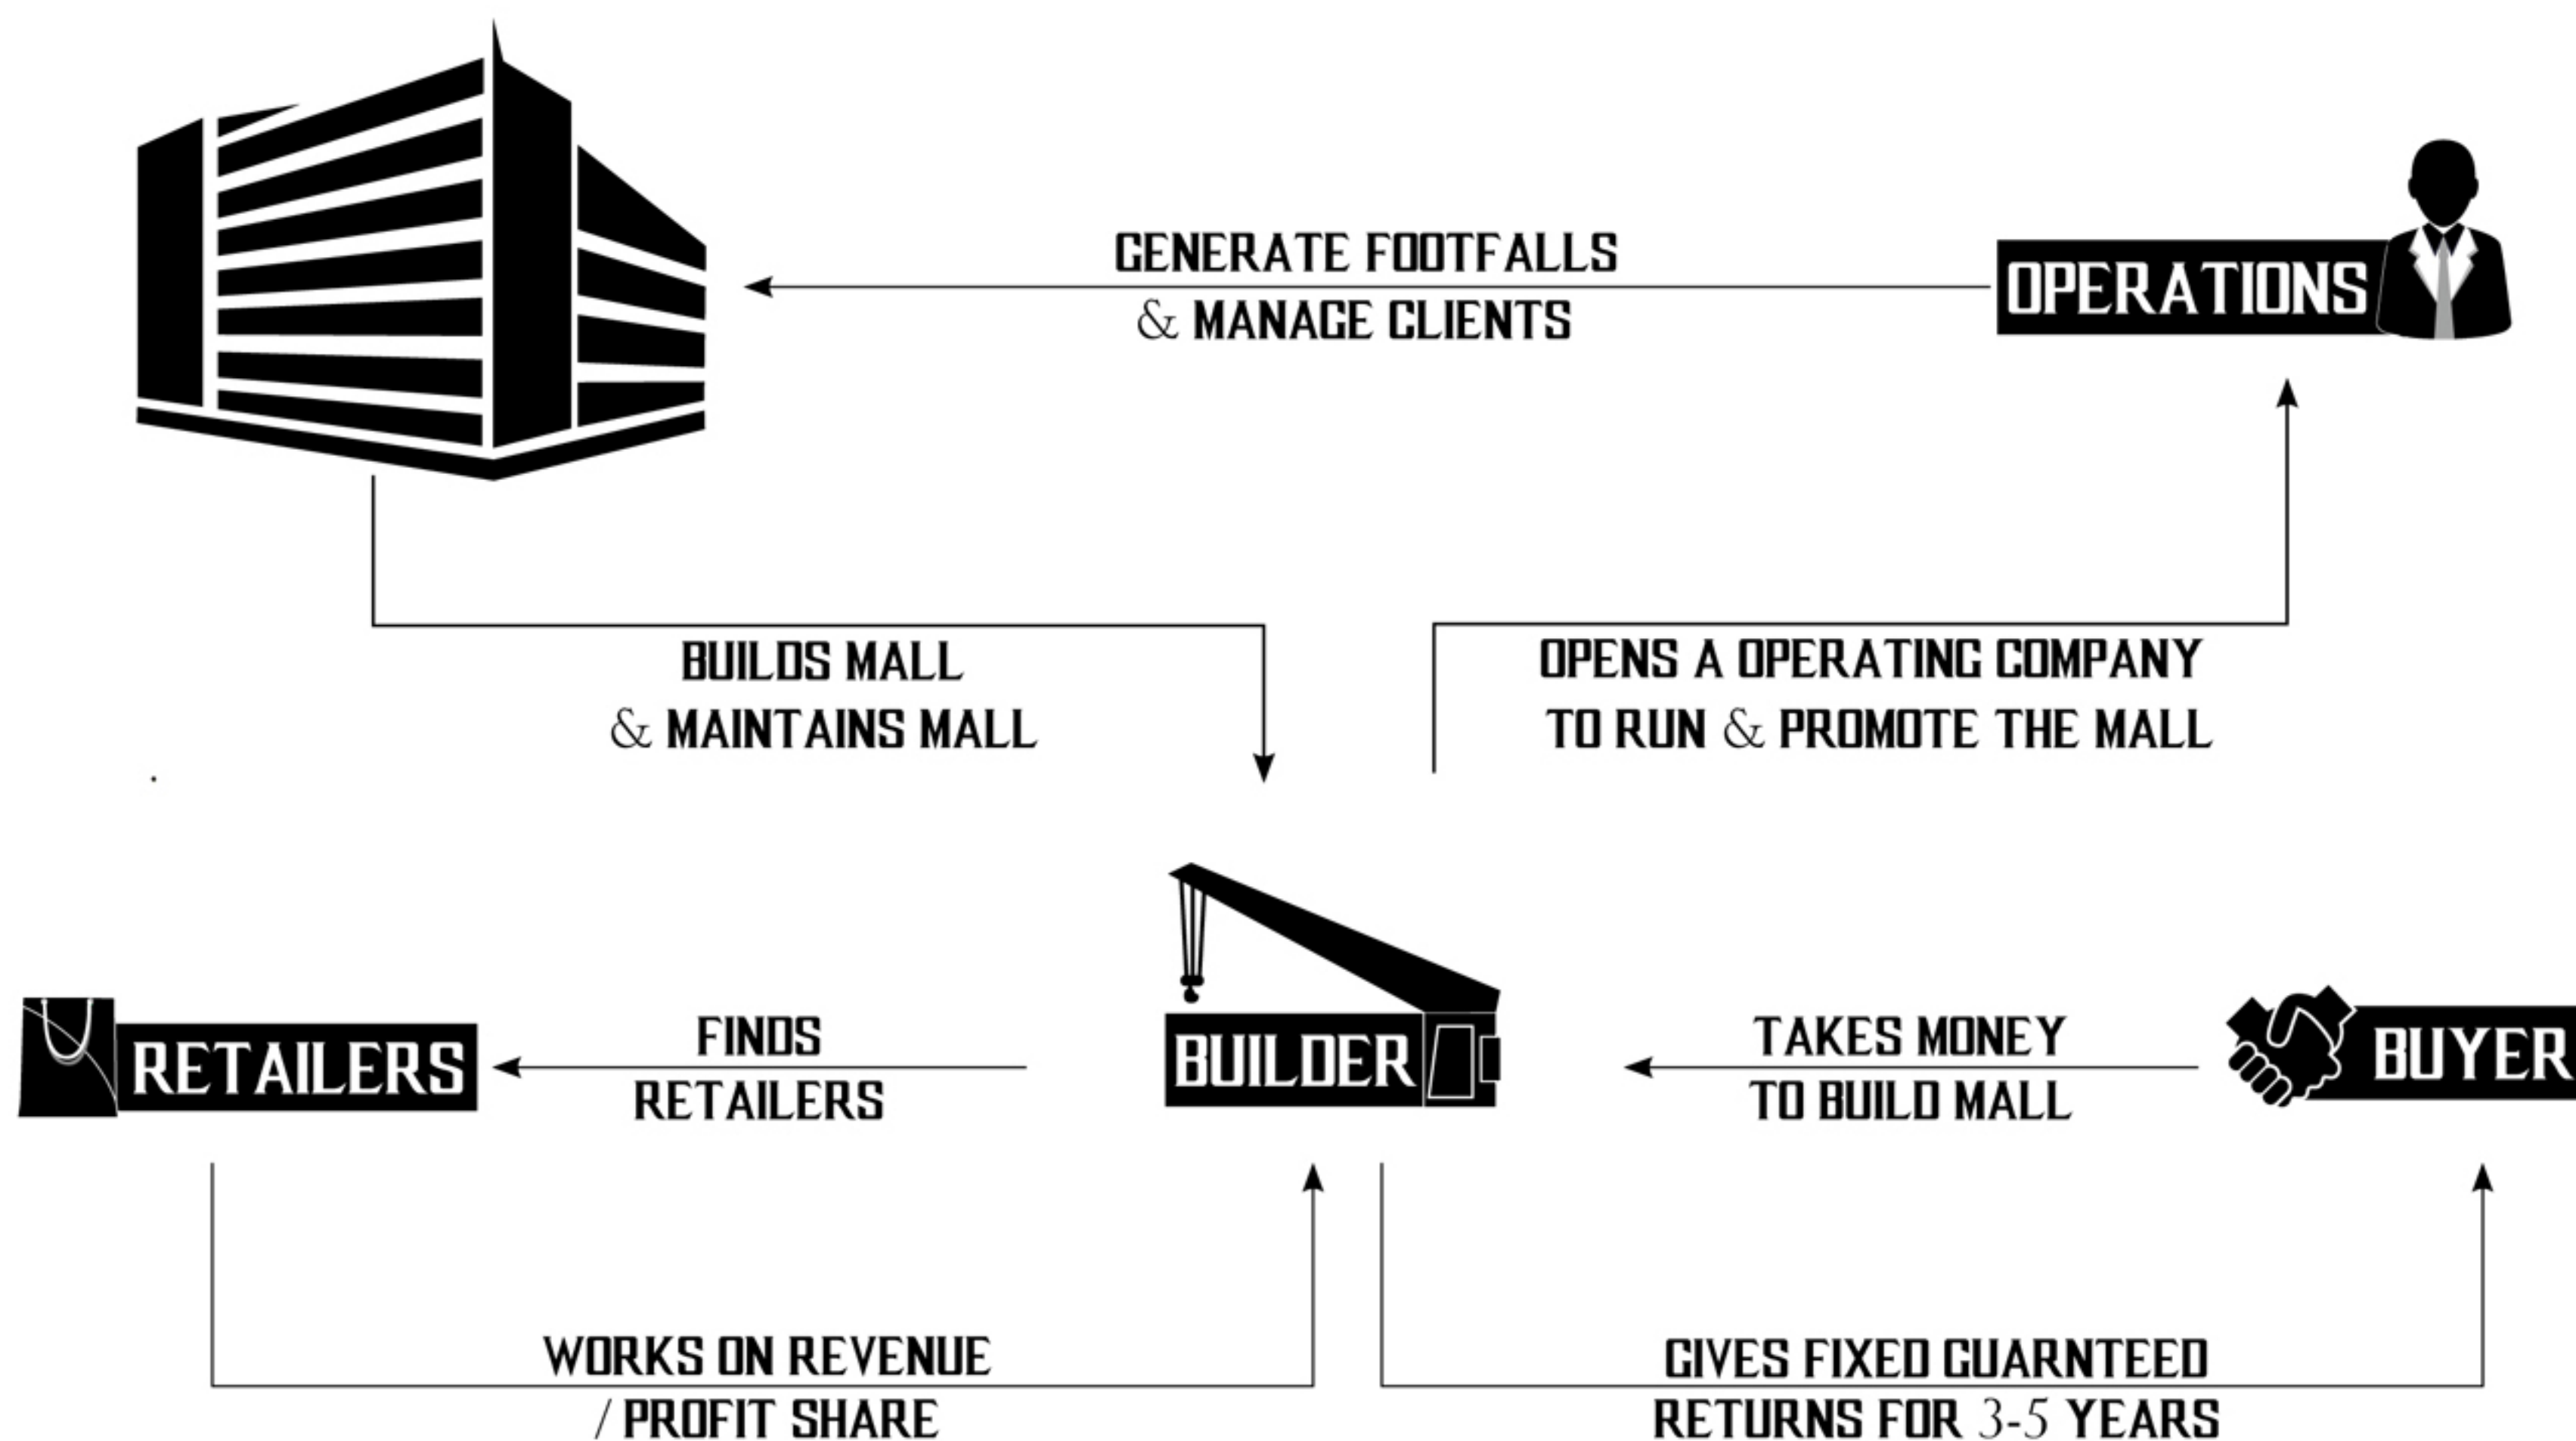 GENERATE FOOTFALLS
& MANAGE CLIENTS
OPERATIONS
BUILDS MALL
& MAINTAINS MALL
OPENS A OPERATING COMPANY
TO RUN & PROMOTE THE MALL
RETAILERS
FINDS
RETAILERS
BUILDER
TAKES MONEY
TO BUILD MALL
BUYER
WORKS ON REVENUE
/ PROFIT SHARE
GIVES FIXED GUARNTEED
RETURNS FOR 3-5 YEARS